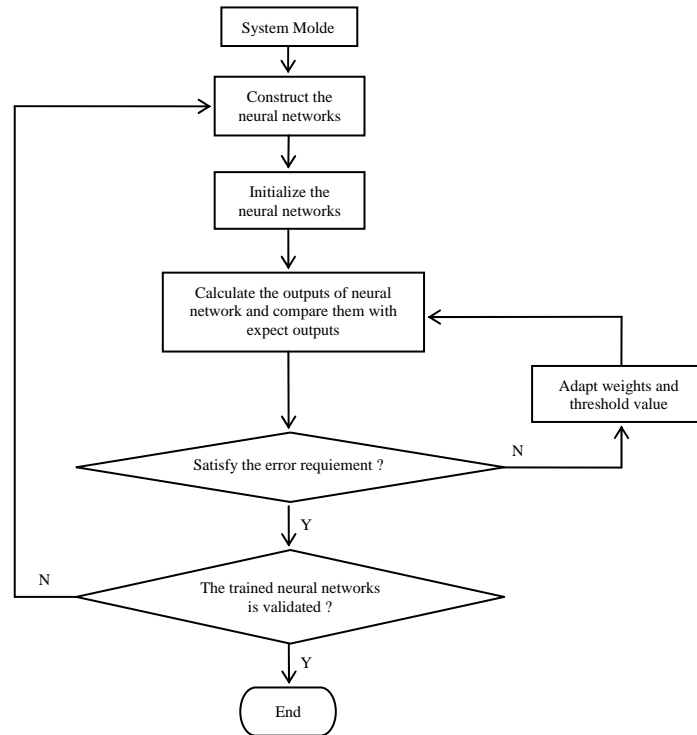 System Molde
Construct the
neural networks
Initialize the
neural networks
Calculate the outputs of neural
network and compare them with
expect outputs
Adapt weights and
threshold value
Satisfy the error requiement ?
N
Y
N
The trained neural networks
is validated ?
Y
End